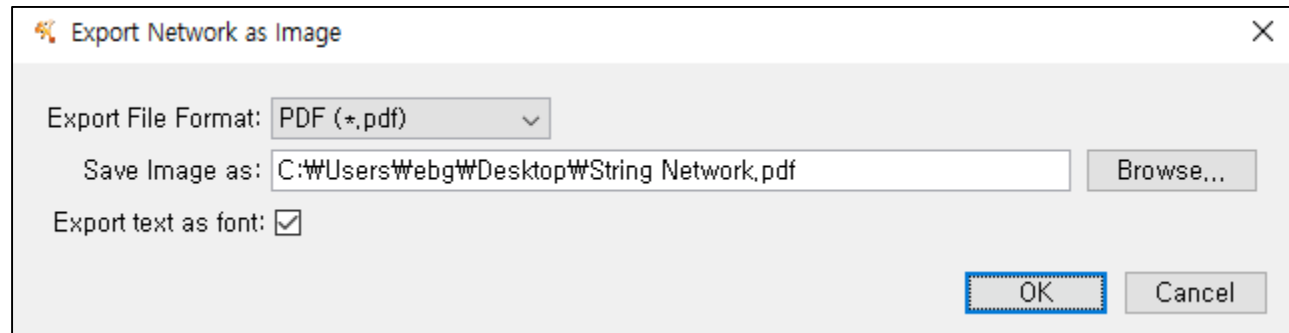 Export Network as Image
Export File Format: PDF (*.pdf)
Save Image as: C:₩Users₩ebg₩Desktop₩String Network.pdf Browse...
Export text as font:
OK Cancel